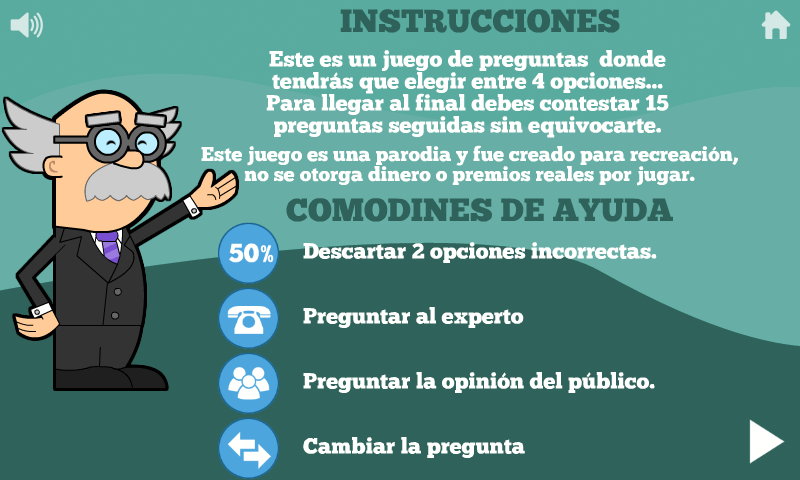 INSTRUCCIONES
Este es un juego de preguntas donde
tendrás que elegir entre 4 opciones...
Para llegar al final debes contestar 15
preguntas seguidas sin equivocarte.
Este juego es una parodia y fue creado para recreación,
no se otorga dinero o premios reales por jugar.
COMODINES DE AYUDA
50% Descartar 2 opciones incorrectas.
Preguntar al experto
Preguntar la opinión del público.
Cambiar la pregunta